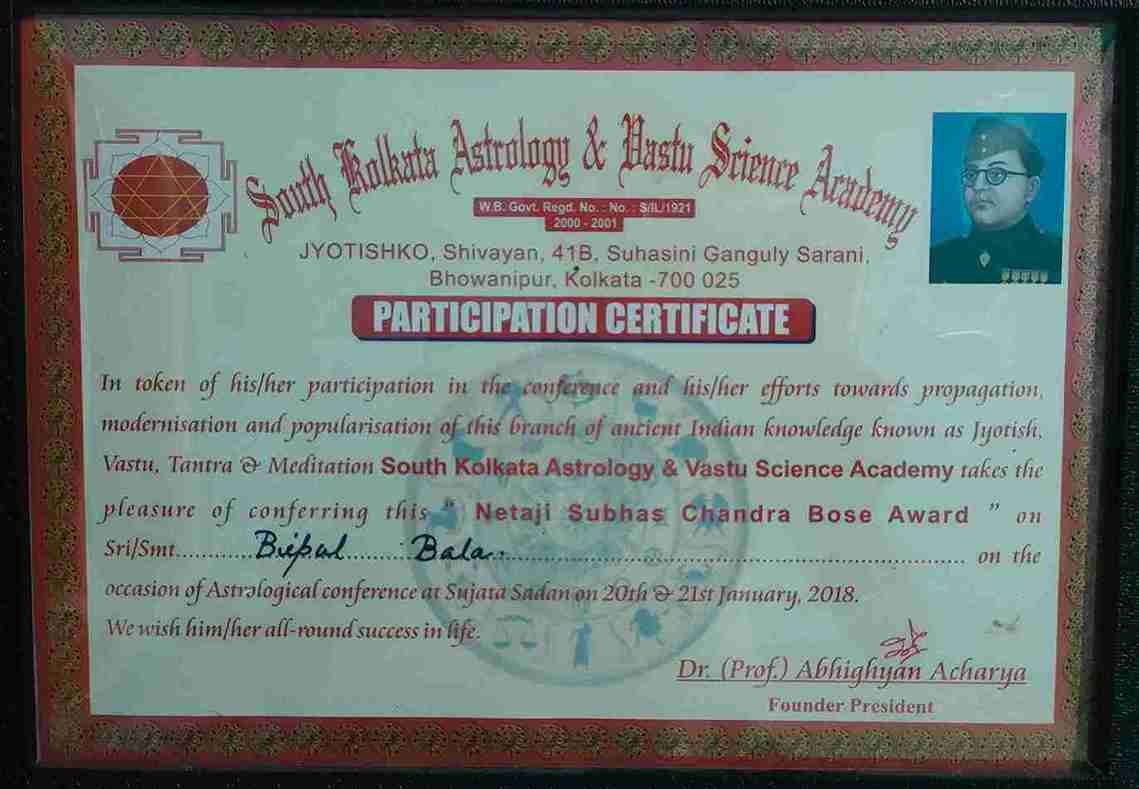 South Kolkata Astrology & Vastu Science Academy
W.B. Govt. Regd. No. : No. : S/IL/1921
2000 - 2001
JYOTISHKO, Shivayan, 41B, Suhasini Ganguly Sarani,
Bhowanipur, Kolkata -700 025
PARTICIPATION CERTIFICATE
In token of his/her participation in the conference and his/her efforts towards propagation,
modernisation and popularisation of this branch of ancient Indian knowledge known as Jyotish,
Vastu, Tantra & Meditation South Kolkata Astrology & Vastu Science Academy takes the
pleasure of conferring this " Netaji Subhas Chandra Bose Award " on
Sri/Smt. Bala on the
occasion of Astrological conference at Sujata Sadan on 20th & 21st January, 2018.
We wish him/her all-round success in life.
Dr. (Prof.) Abhighyan Acharya
Founder President